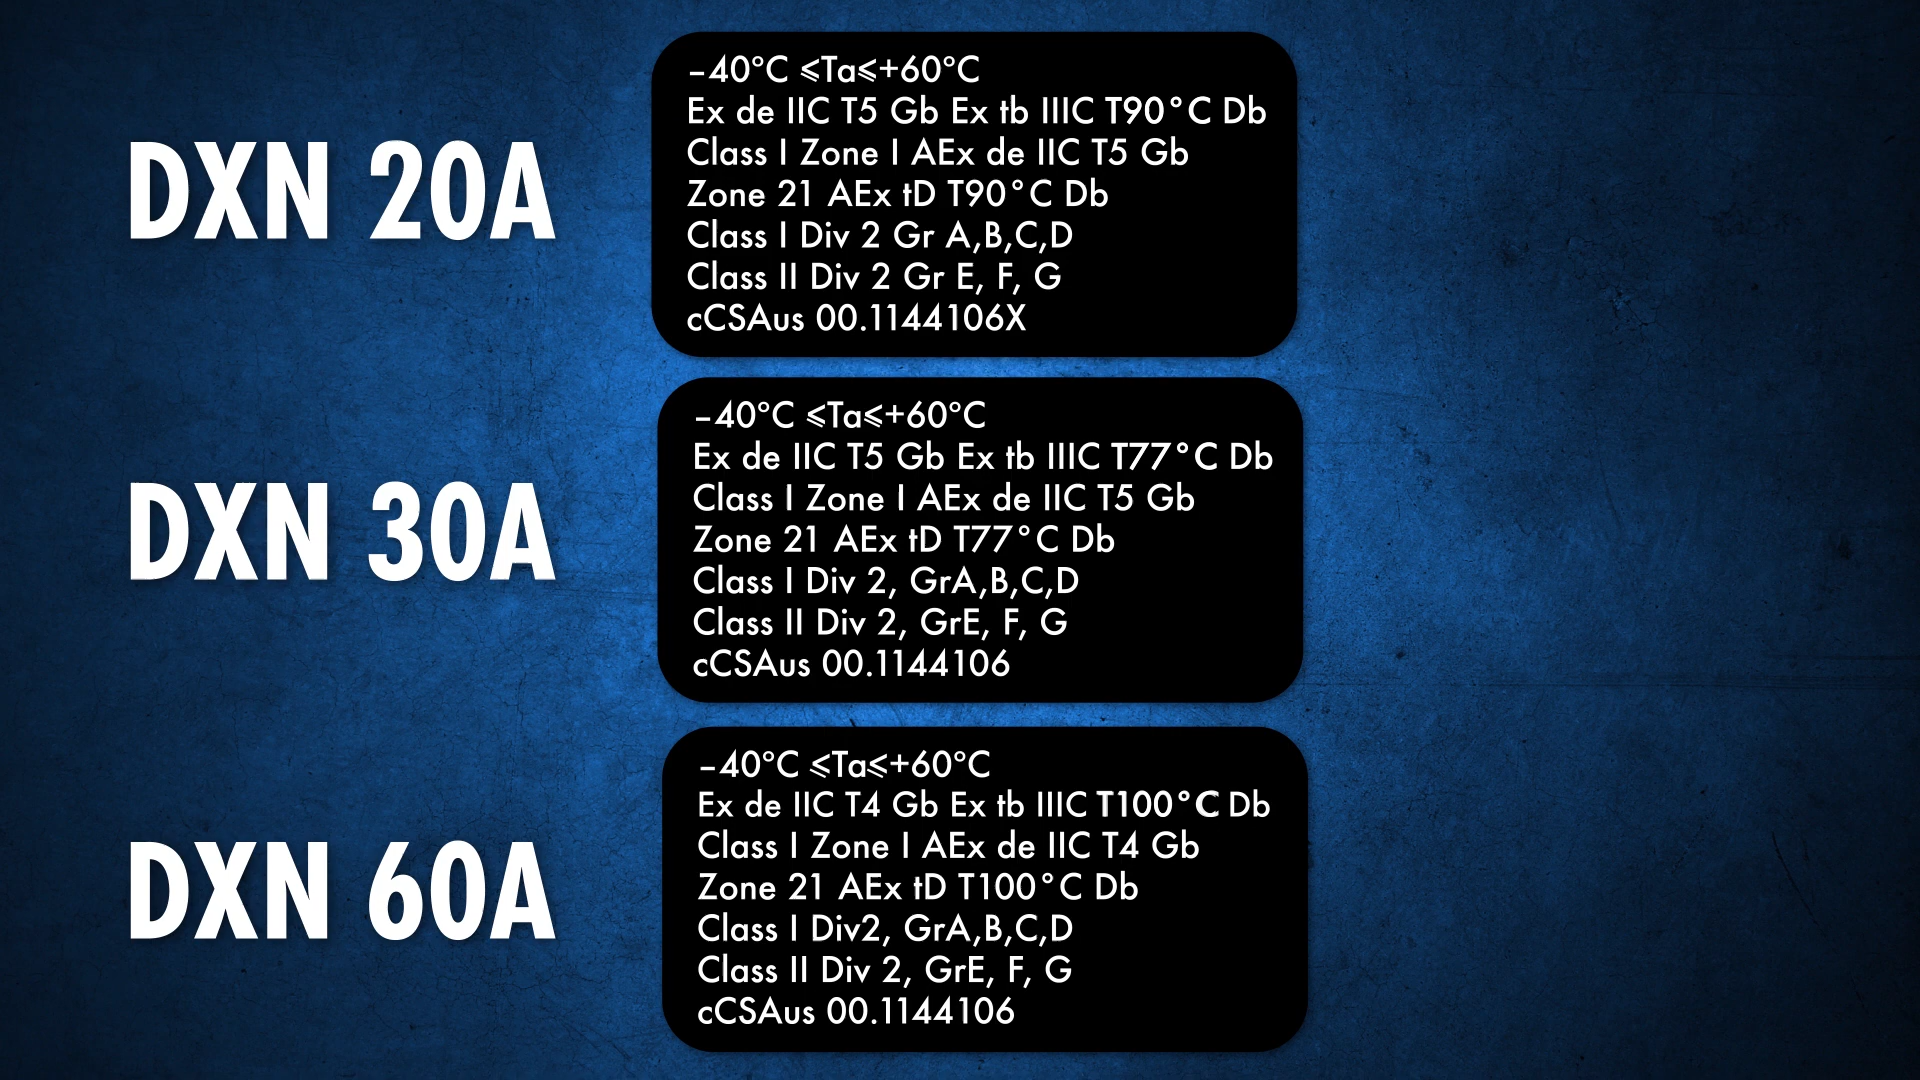 DXN 20A
–40°C ⩽Ta⩽+60°C
Ex de IIC T5 Gb Ex tb IIIC T90°C Db
Class I Zone I AEx de IIC T5 Gb
Zone 21 AEx tD T90°C Db
Class I Div 2 Gr A,B,C,D
Class II Div 2 Gr E, F, G
cCSAus 00.1144106X
DXN 30A
–40°C ⩽Ta⩽+60°C
Ex de IIC T5 Gb Ex tb IIIC T77°C Db
Class I Zone I AEx de IIC T5 Gb
Zone 21 AEx tD T77°C Db
Class I Div 2, GrA,B,C,D
Class II Div 2, GrE, F, G
cCSAus 00.1144106
DXN 60A
–40°C ⩽Ta⩽+60°C
Ex de IIC T4 Gb Ex tb IIIC T100°C Db
Class I Zone I AEx de IIC T4 Gb
Zone 21 AEx tD T100°C Db
Class I Div2, GrA,B,C,D
Class II Div 2, GrE, F, G
cCSAus 00.1144106